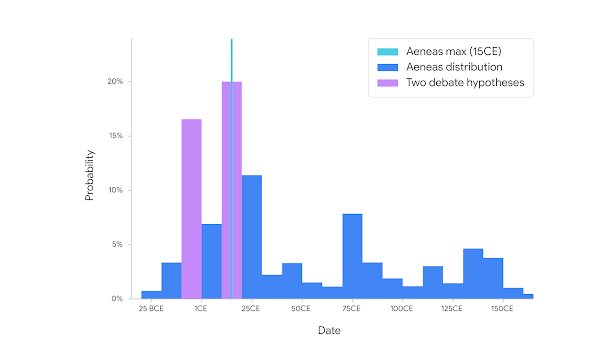 Aeneas max (15CE)
Aeneas distribution
Two debate hypotheses
20%
15%
10%
5%
0%
Probability
25 BCE 1CE 25CE 50CE 75CE 100CE 125CE 150CE
Date